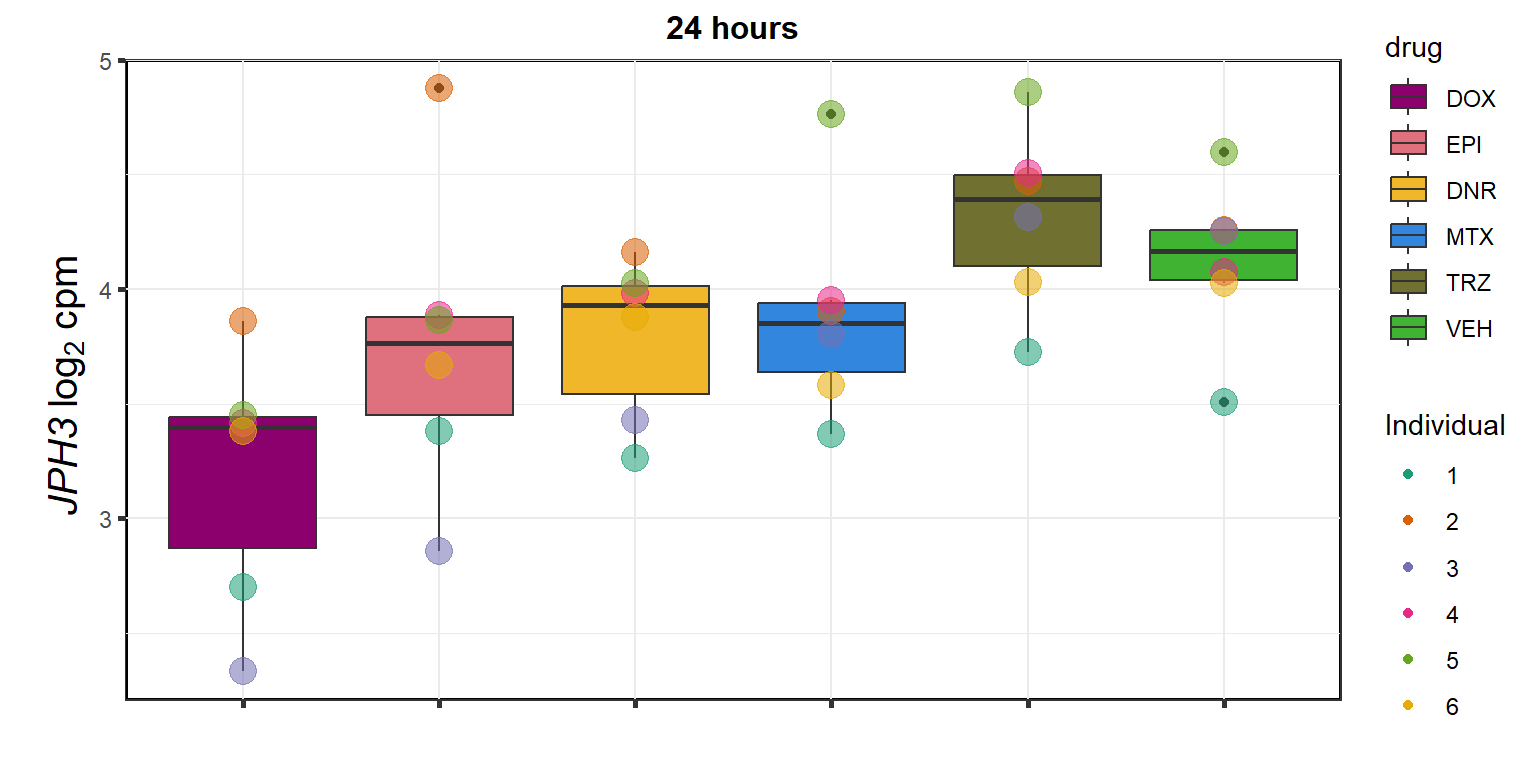 24 hours
JPH3 log₂ cpm
5
4
3
drug
DOX
EPI
DNR
MTX
TRZ
VEH
Individual
1
2
3
4
5
6